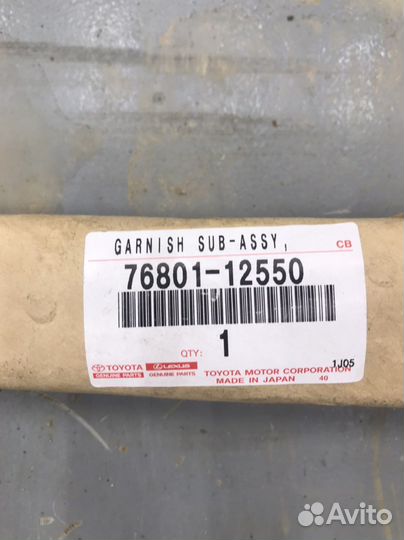 GARNISH SUB-ASSY,
CB
76801-12550
QTY: 1
1J05
TOYOTA LEXUS
GENUINE PARTS GENUINE PARTS
TOYOTA MOTOR CORPORATION
MADE IN JAPAN 40
Avito